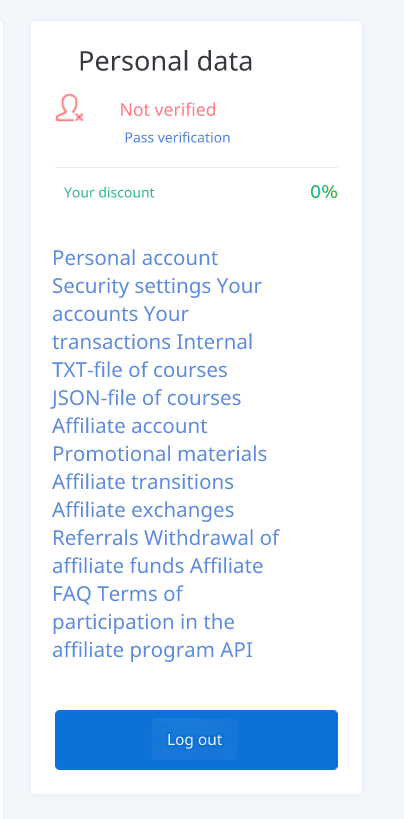 Personal data
Not verified
Pass verification
Your discount 0%
Personal account
Security settings Your
accounts Your
transactions Internal
TXT-file of courses
JSON-file of courses
Affiliate account
Promotional materials
Affiliate transitions
Affiliate exchanges
Referrals Withdrawal of
affiliate funds Affiliate
FAQ Terms of
participation in the
affiliate program API
Log out